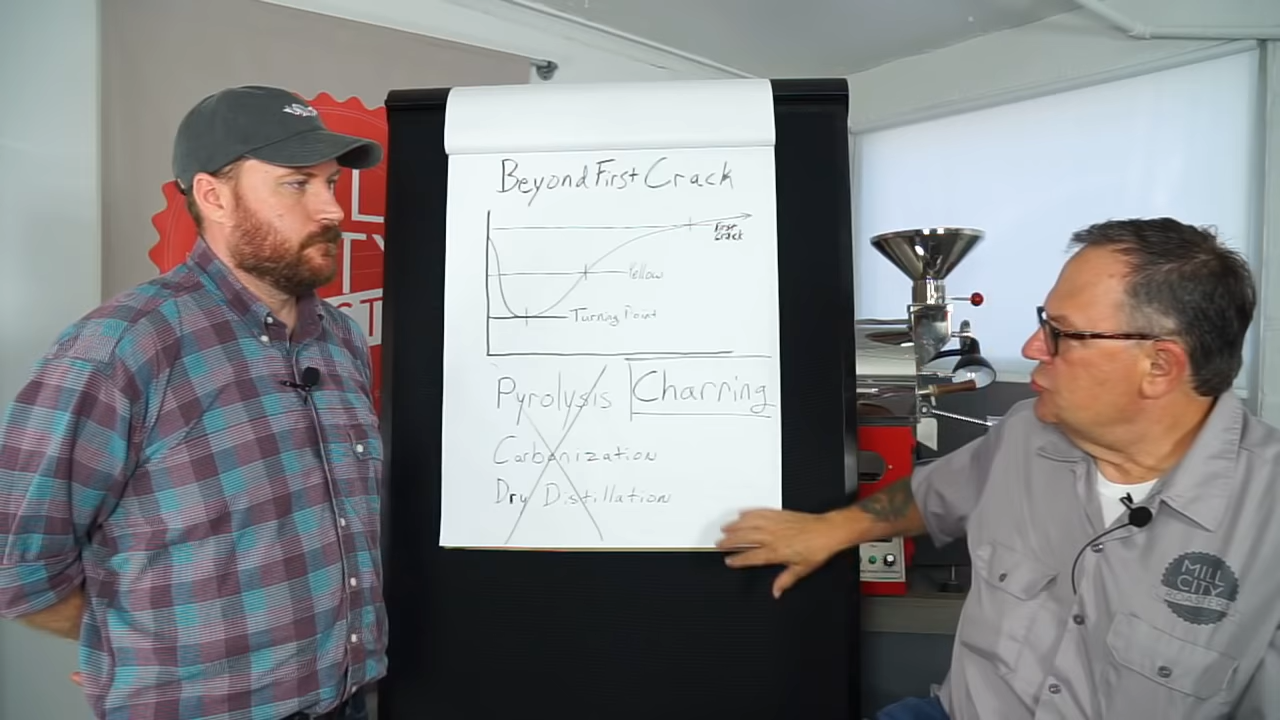 Beyond First Crack
First
Crack
Yellow
Turning Point
Pyrolysis
Charring
Carbonization
Dry Distillation
MILL
CITY
ROASTERS